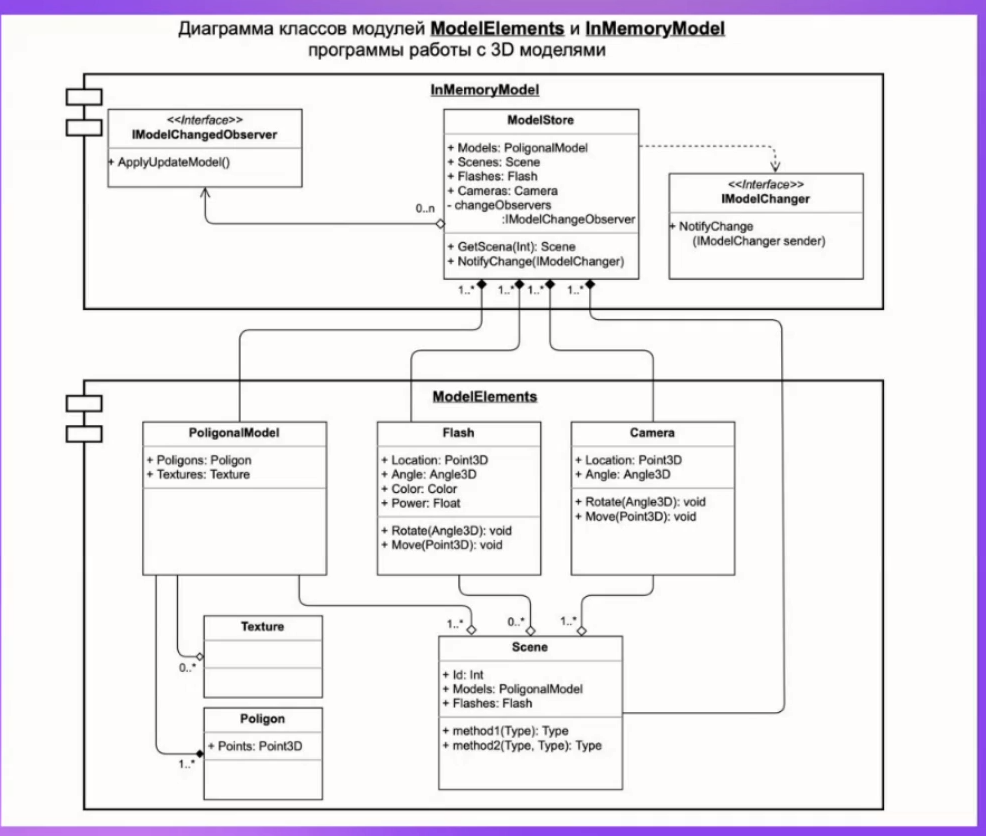 Диаграмма классов модулей ModelElements и InMemoryModel
программы работы с 3D моделями
InMemoryModel
<<Interface>>
IModelChangedObserver
+ ApplyUpdateModel()
0..n
ModelStore
+ Models: PoligonalModel
+ Scenes: Scene
+ Flashes: Flash
+ Cameras: Camera
- changeObservers
:IModelChangeObserver
+ GetScena(Int): Scene
+ NotifyChange(IModelChanger)
<<Interface>>
IModelChanger
+ NotifyChange
(IModelChanger sender)
1..*
1..*
1..*
1..*
ModelElements
PoligonalModel
+ Poligons: Poligon
+ Textures: Texture
Flash
+ Location: Point3D
+ Angle: Angle3D
+ Color: Color
+ Power: Float
+ Rotate(Angle3D): void
+ Move(Point3D): void
Camera
+ Location: Point3D
+ Angle: Angle3D
+ Rotate(Angle3D): void
+ Move(Point3D): void
1..*
0..*
1..*
Texture
0..*
Poligon
+ Points: Point3D
1..*
Scene
+ Id: Int
+ Models: PoligonalModel
+ Flashes: Flash
+ method1(Type): Type
+ method2(Type, Type): Type